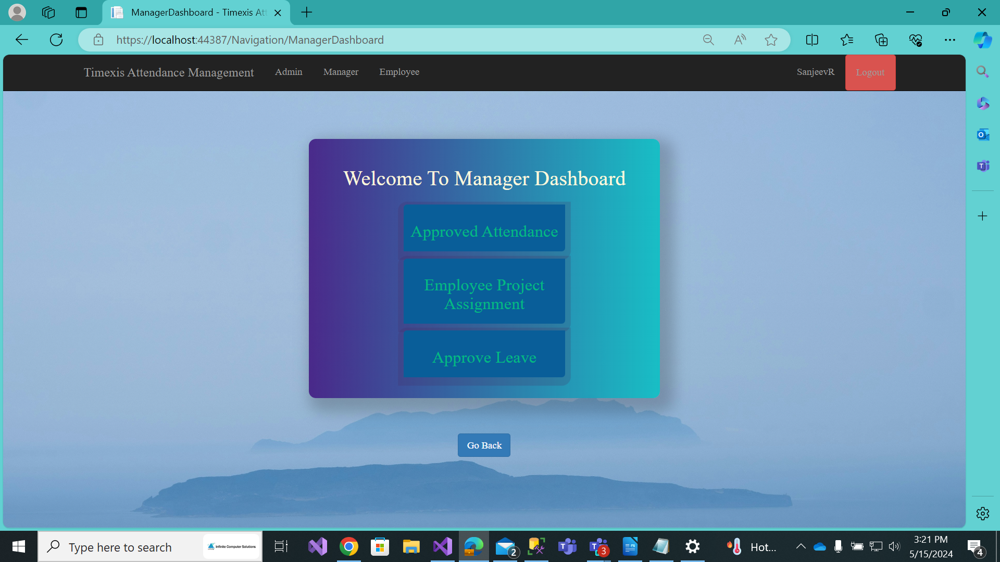 ManagerDashboard - Timexis Att
https://localhost:44387/Navigation/ManagerDashboard
Timexis Attendance Management
Admin
Manager
Employee
SanjeevR
Logout
Welcome To Manager Dashboard
Approved Attendance
Employee Project
Assignment
Approve Leave
Go Back
Type here to search
Infinite Computer Solutions
2
3
Hot...
3:21 PM
5/15/2024
4